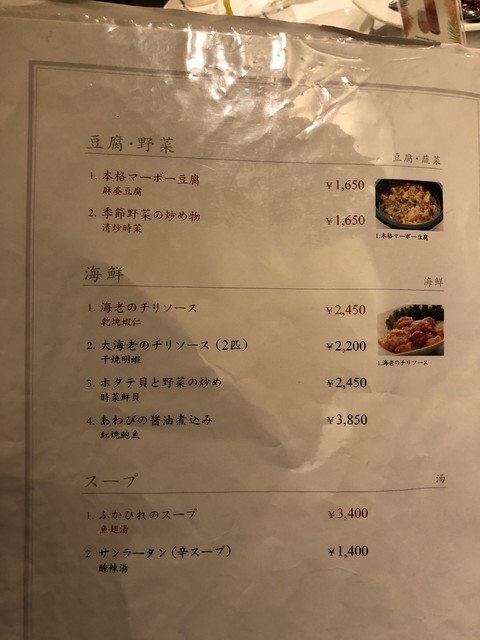 豆腐・野菜
豆腐・蔬菜
1. 本格マーボー豆腐 ¥1,650
麻婆豆腐
2. 季節野菜の炒め物 ¥1,650
清炒時菜
1.本格マーボー豆腐
海鮮
海鮮
1. 海老のチリソース ¥2,450
乾焼蝦仁
2. 大海老のチリソース(2匹) ¥2,200
干焼明蝦
1.海老のチリソース
3. ホタテ貝と野菜の炒め ¥2,450
時菜鮮貝
4. あわびの醤油煮込み ¥3,850
紅焼鮑魚
スープ
汤
1. ふかひれのスープ ¥3,400
魚翅湯
2. サンラータン(辛スープ) ¥1,400
酸辣湯